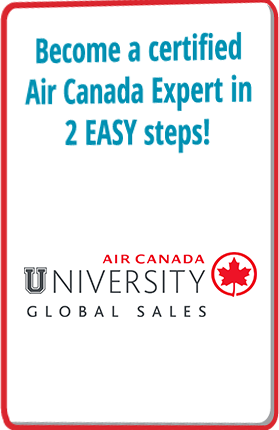 Become a certified
Air Canada Expert in
2 EASY steps!
AIR CANADA
UNIVERSITY
GLOBAL SALES